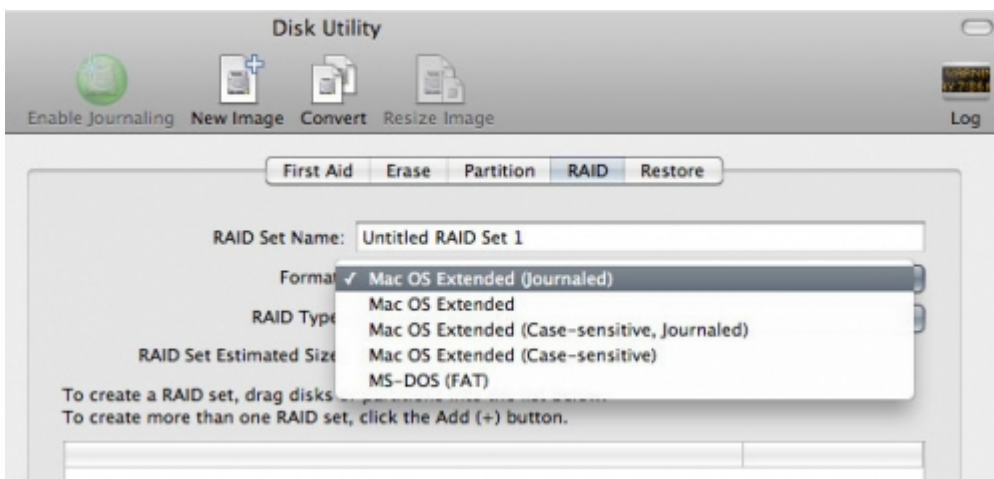 Disk Utility
Enable Journaling New Image Convert Resize Image Log
First Aid Erase Partition RAID Restore
RAID Set Name: Untitled RAID Set 1
Format ✓ Mac OS Extended (Journaled)
Mac OS Extended
RAID Type
Mac OS Extended (Case-sensitive, Journaled)
RAID Set Estimated Size
Mac OS Extended (Case-sensitive)
MS-DOS (FAT)
To create a RAID set, drag disks
To create more than one RAID set, click the Add (+) button.